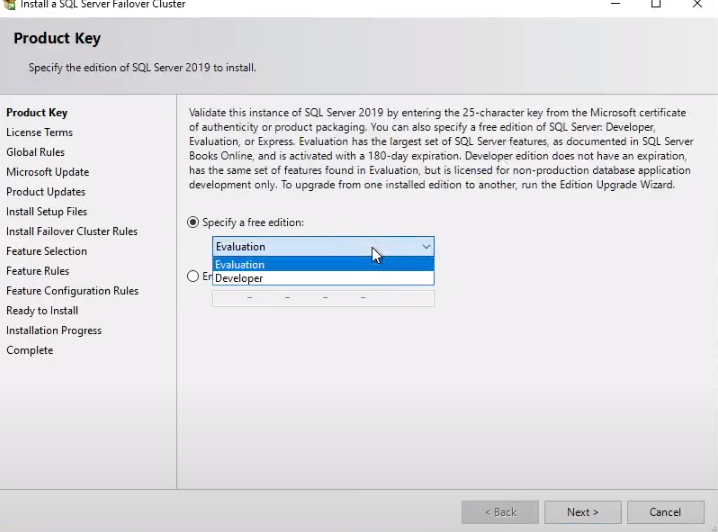 Install a SQL Server Failover Cluster
Product Key
Specify the edition of SQL Server 2019 to install.
Product Key
License Terms
Global Rules
Microsoft Update
Product Updates
Install Setup Files
Install Failover Cluster Rules
Feature Selection
Feature Rules
Feature Configuration Rules
Ready to Install
Installation Progress
Complete
Validate this instance of SQL Server 2019 by entering the 25-character key from the Microsoft certificate
of authenticity or product packaging. You can also specify a free edition of SQL Server: Developer,
Evaluation, or Express. Evaluation has the largest set of SQL Server features, as documented in SQL Server
Books Online, and is activated with a 180-day expiration. Developer edition does not have an expiration,
has the same set of features found in Evaluation, but is licensed for non-production database application
development only. To upgrade from one installed edition to another, run the Edition Upgrade Wizard.
Specify a free edition:
Evaluation
Evaluation
Developer
- - - -
< Back
Next >
Cancel